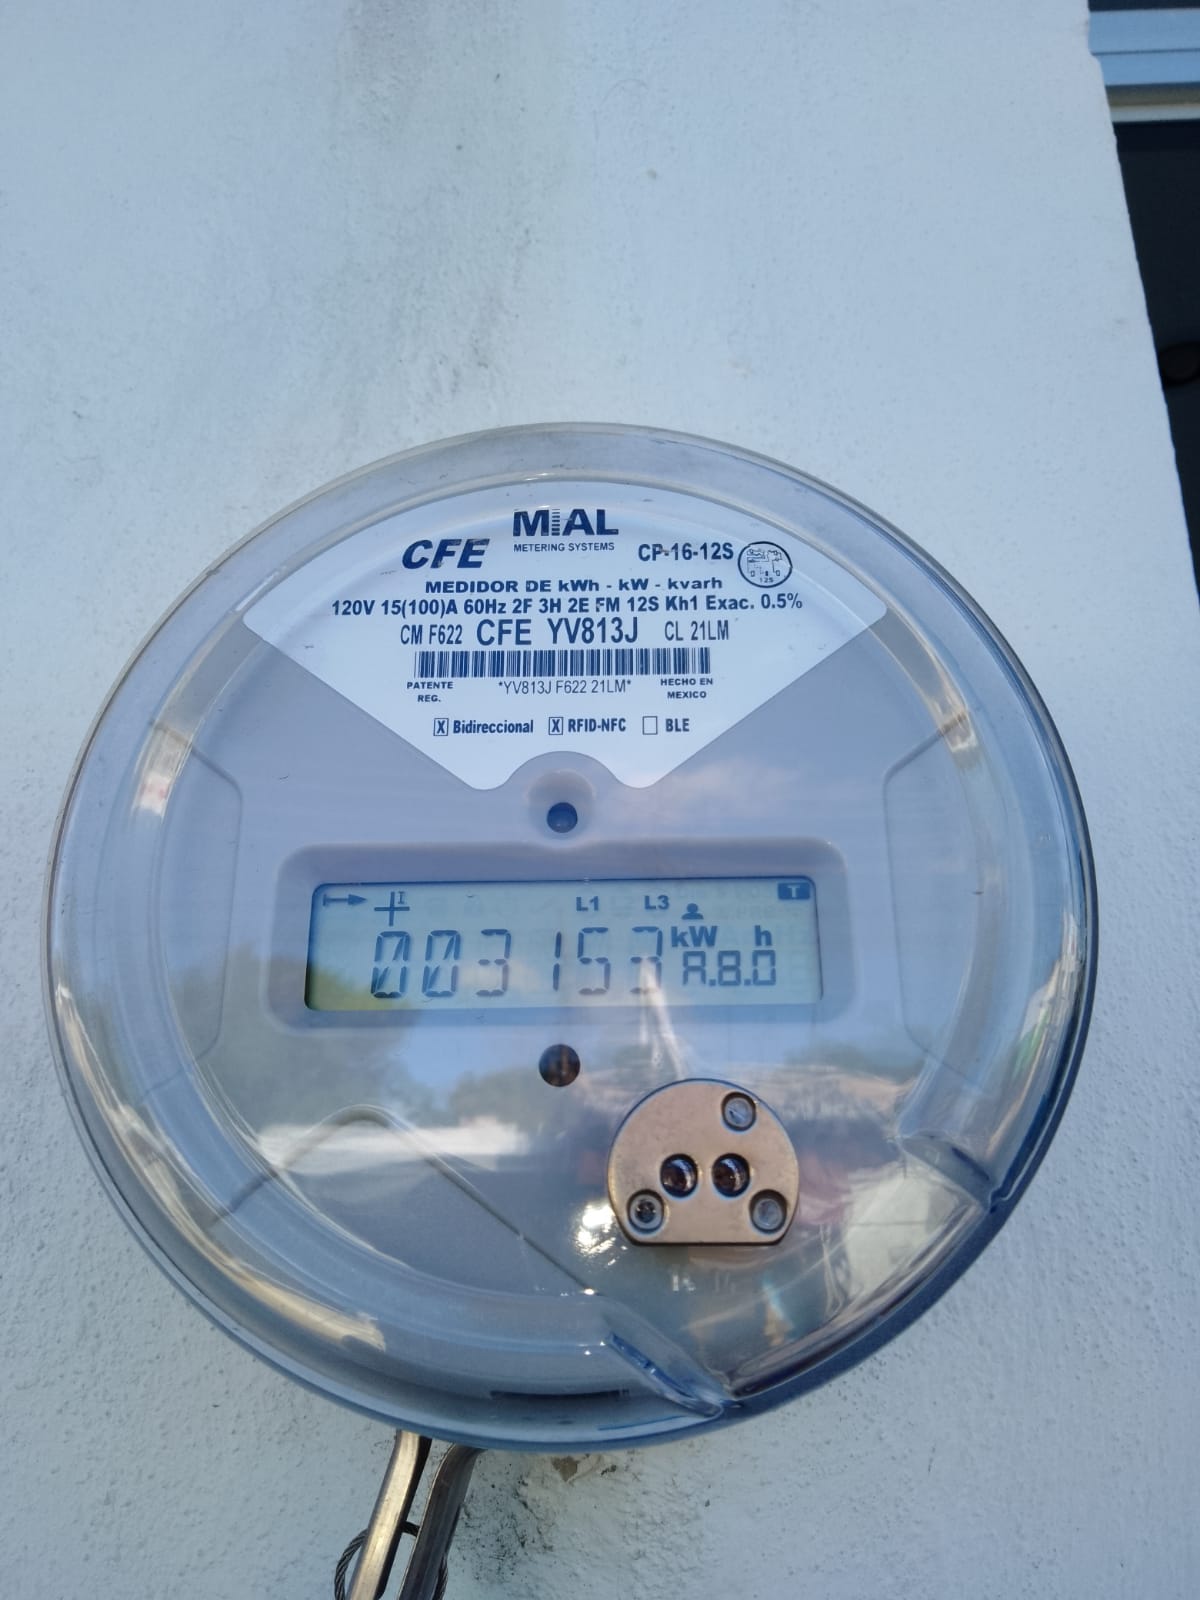 MIAL
METERING SYSTEMS
CFE
CP-16-12S
12S
MEDIDOR DE kWh - kW - kvarh
120V 15(100)A 60Hz 2F 3H 2E FM 12S Kh1 Exac. 0.5%
CM F622 CFE YV813J CL 21LM
PATENTE REG.
*YV813J F622 21LM*
HECHO EN MEXICO
[X] Bidireccional [X] RFID-NFC [ ] BLE
L1 L3 T
003153 kW h
A.8.0